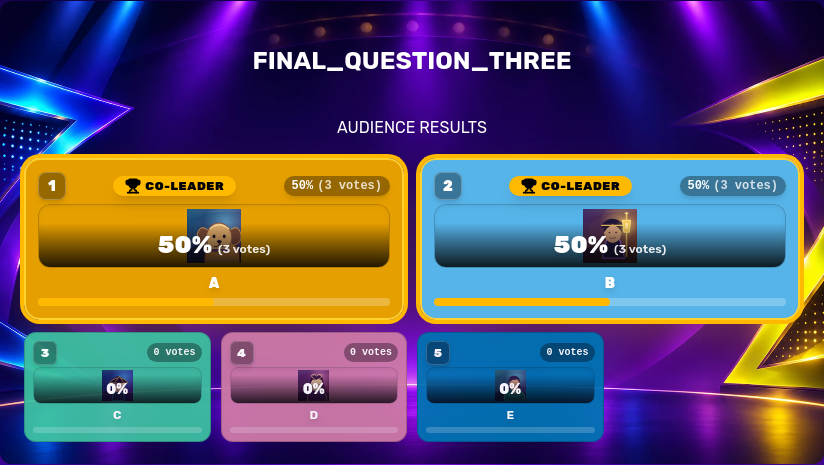 FINAL_QUESTION_THREE
AUDIENCE RESULTS
1 CO-LEADER 50% (3 votes)
50% (3 votes)
A
2 CO-LEADER 50% (3 votes)
50% (3 votes)
B
3 0 votes
0%
C
4 0 votes
0%
D
5 0 votes
0%
E